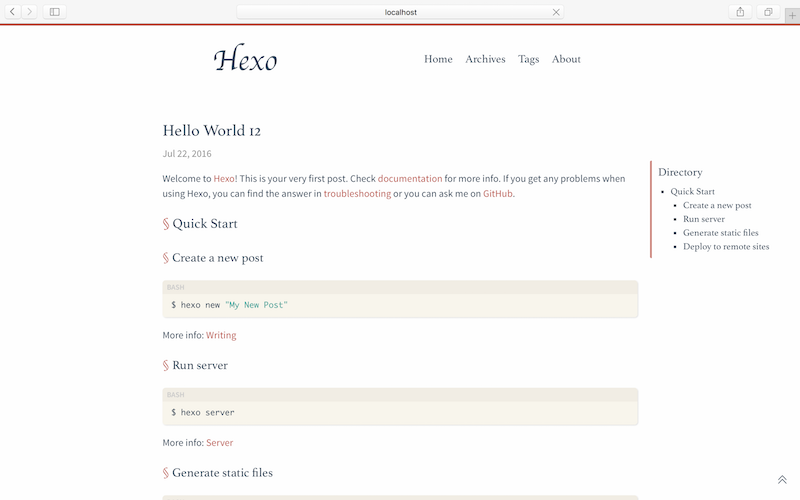 localhost
Hexo
Home Archives Tags About
Hello World 12
Jul 22, 2016
Welcome to Hexo! This is your very first post. Check documentation for more info. If you get any problems when
using Hexo, you can find the answer in troubleshooting or you can ask me on GitHub.
§ Quick Start
§ Create a new post
BASH
$ hexo new "My New Post"
More info: Writing
§ Run server
BASH
$ hexo server
More info: Server
§ Generate static files
Directory
Quick Start
Create a new post
Run server
Generate static files
Deploy to remote sites